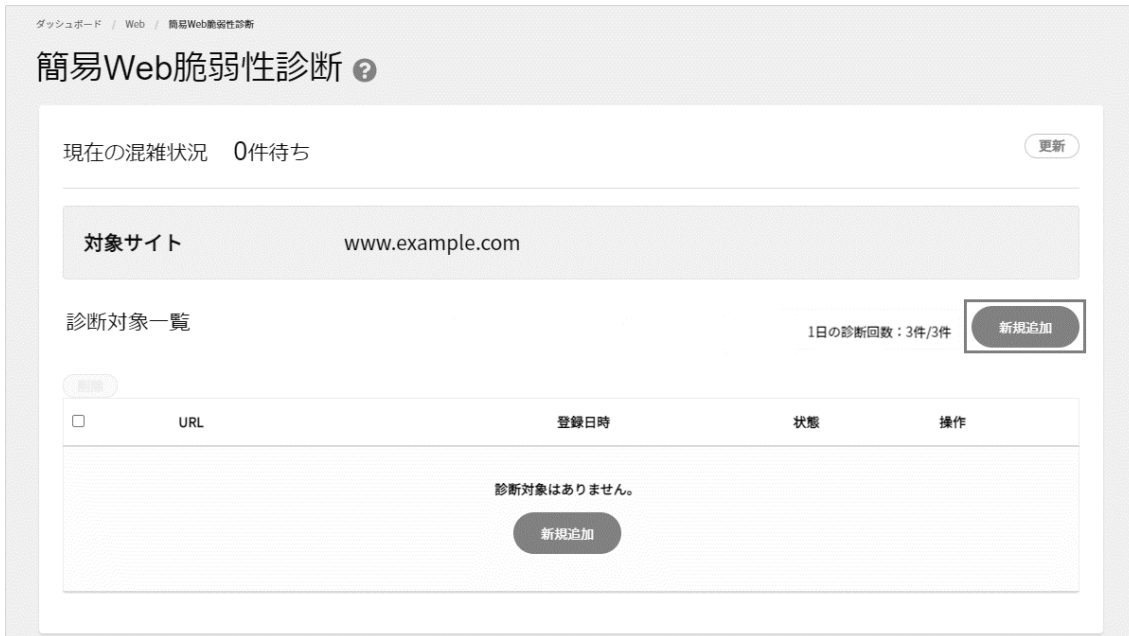 ダッシュボード / Web / 簡易Web脆弱性診断
簡易Web脆弱性診断 ?
現在の混雑状況 0件待ち 更新
対象サイト www.example.com
診断対象一覧 1日の診断回数：3件/3件 新規追加
削除
URL 登録日時 状態 操作
診断対象はありません。
新規追加